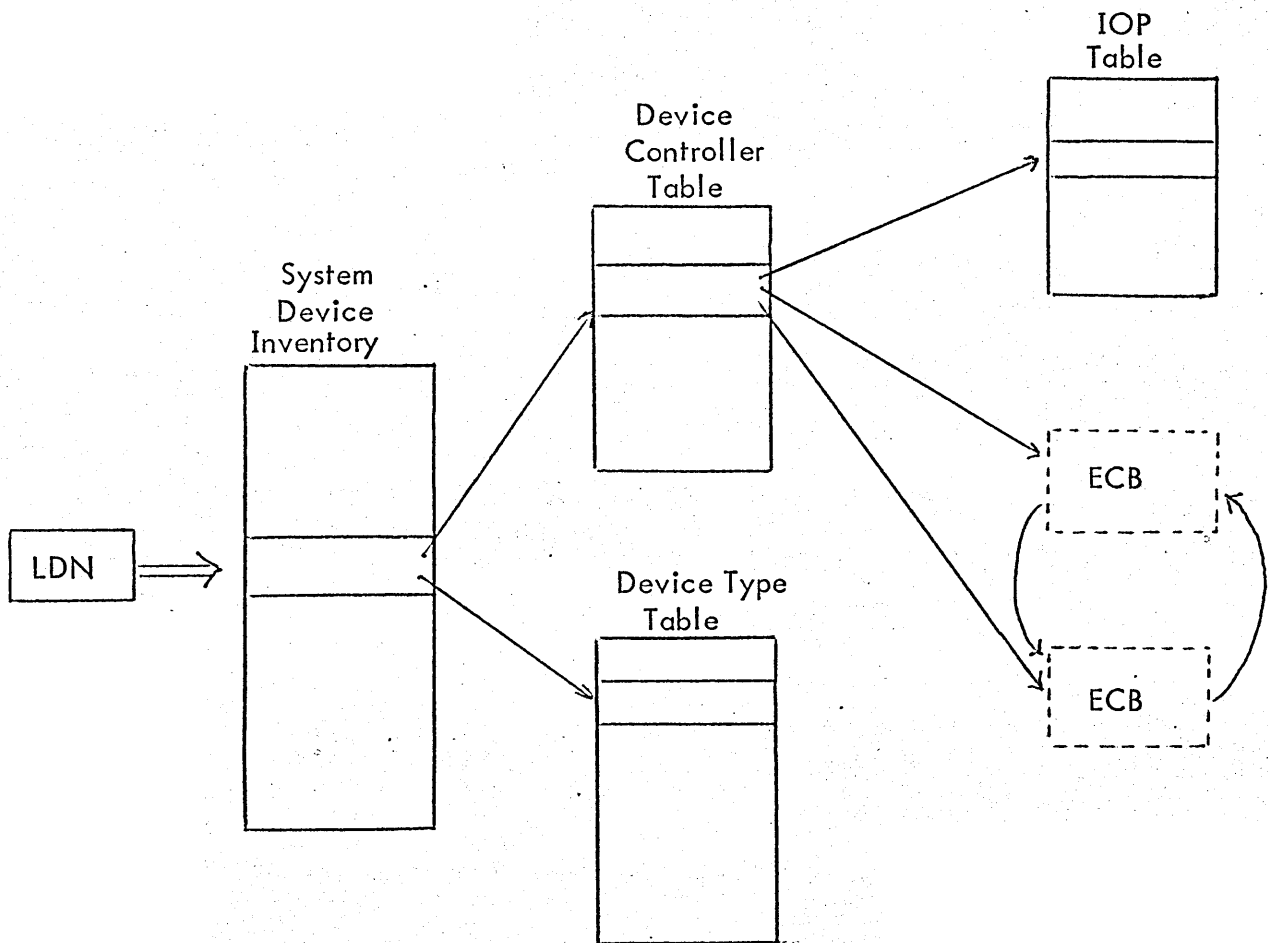 IOP
Table
Device
Controller
Table
System
Device
Inventory
ECB
LDN
Device Type
Table
ECB